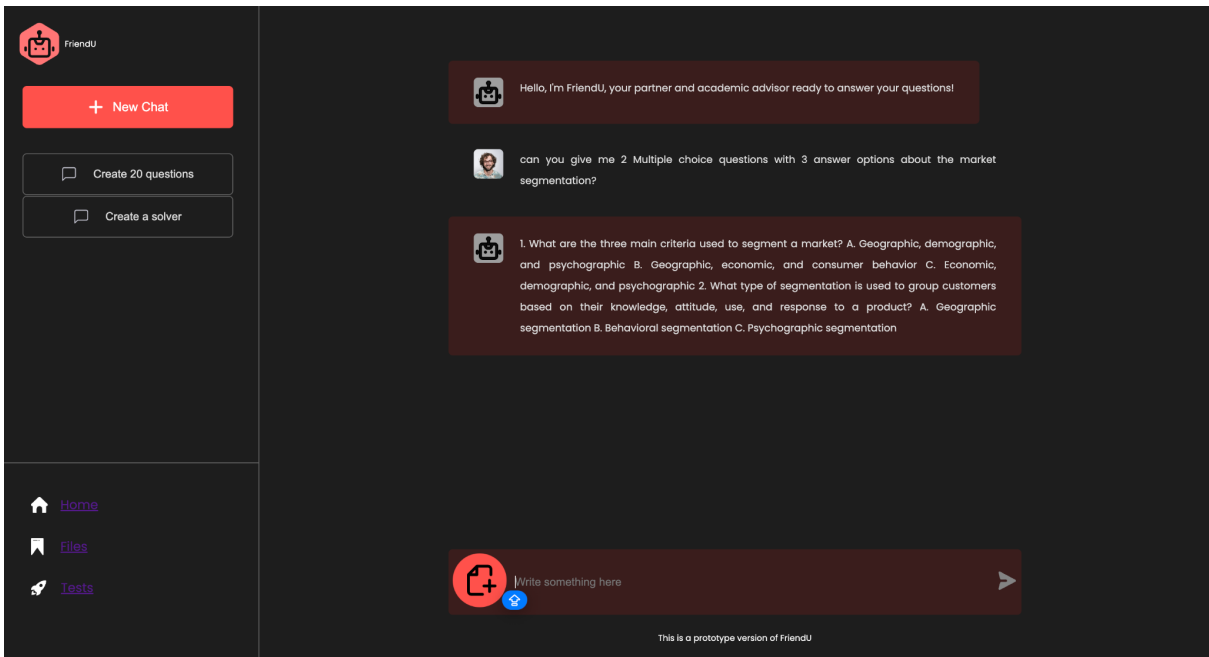 FriendU
New Chat
Create 20 questions
Create a solver
Home
Files
Tests
Hello, I'm FriendU, your partner and academic advisor ready to answer your questions!
can you give me 2 Multiple choice questions with 3 answer options about the market
segmentation?
1. What are the three main criteria used to segment a market? A. Geographic, demographic,
and psychographic B. Geographic, economic, and consumer behavior C. Economic,
demographic, and psychographic 2. What type of segmentation is used to group customers
based on their knowledge, attitude, use, and response to a product? A. Geographic
segmentation B. Behavioral segmentation C. Psychographic segmentation
Write something here
This is a prototype version of FriendU